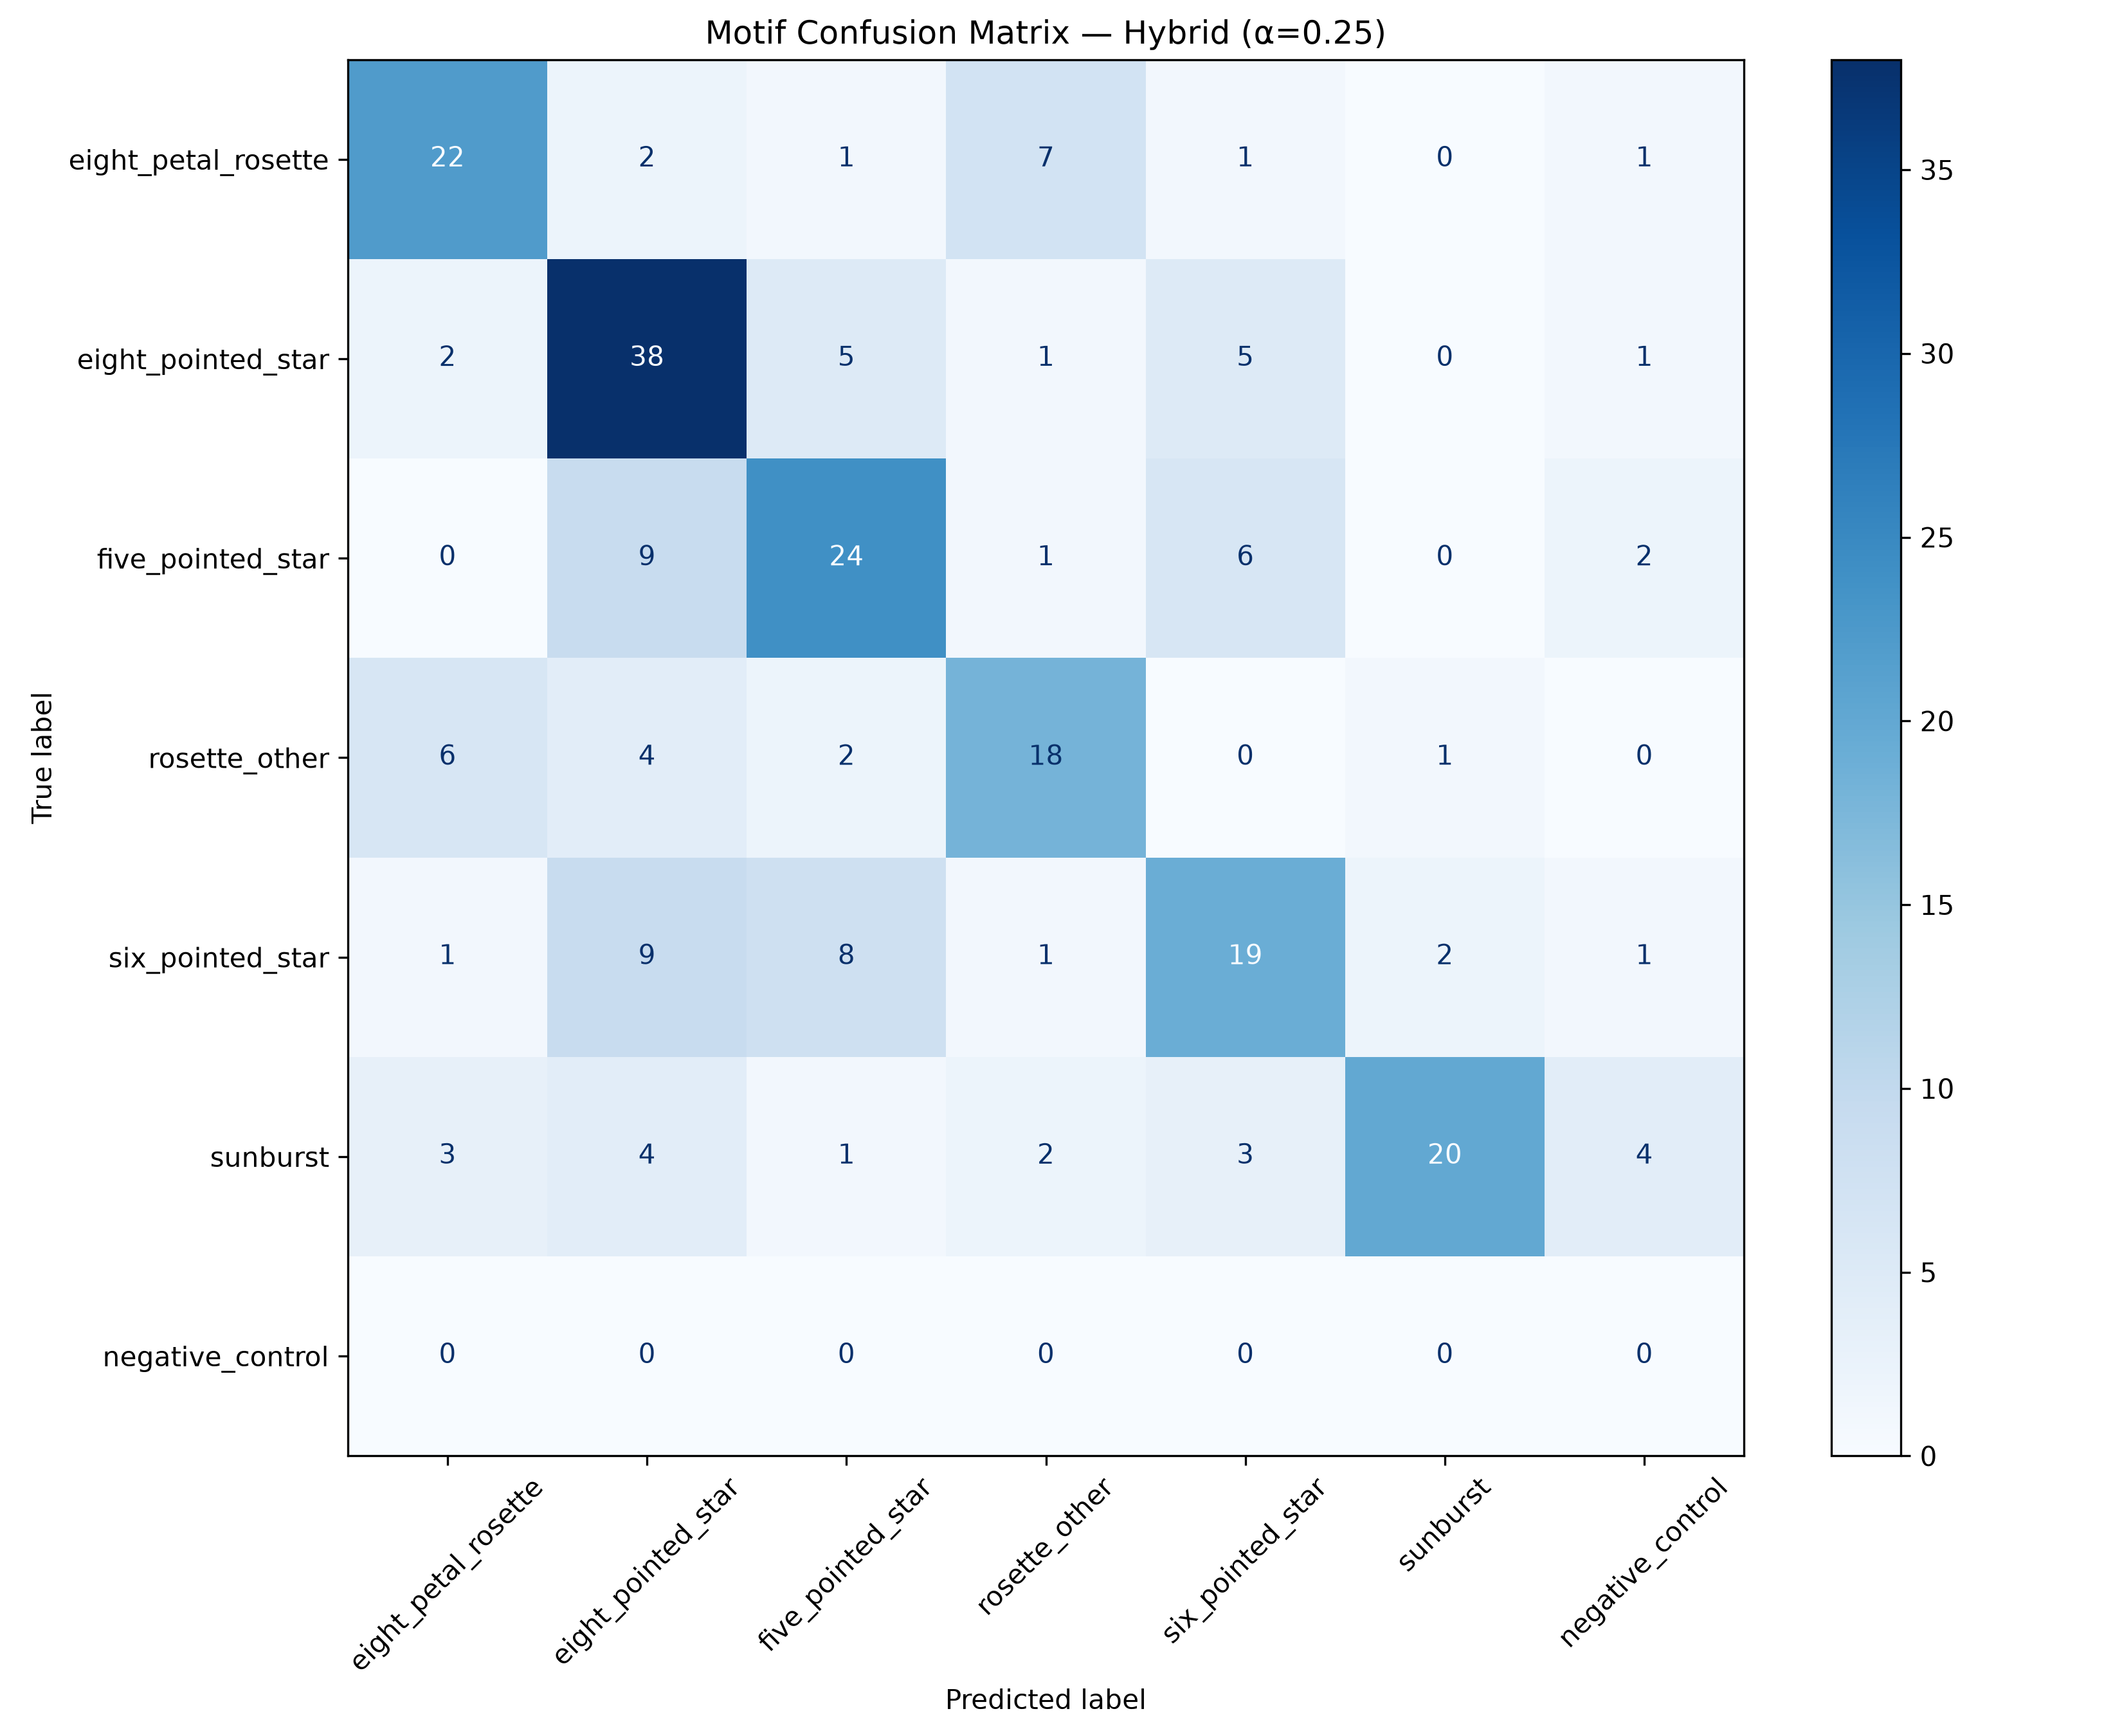 Motif Confusion Matrix — Hybrid (α=0.25)
True label
eight_petal_rosette 22 2 1 7 1 0 1
eight_pointed_star 2 38 5 1 5 0 1
five_pointed_star 0 9 24 1 6 0 2
rosette_other 6 4 2 18 0 1 0
six_pointed_star 1 9 8 1 19 2 1
sunburst 3 4 1 2 3 20 4
negative_control 0 0 0 0 0 0 0
eight_petal_rosette eight_pointed_star five_pointed_star rosette_other six_pointed_star sunburst negative_control
Predicted label
35
30
25
20
15
10
5
0